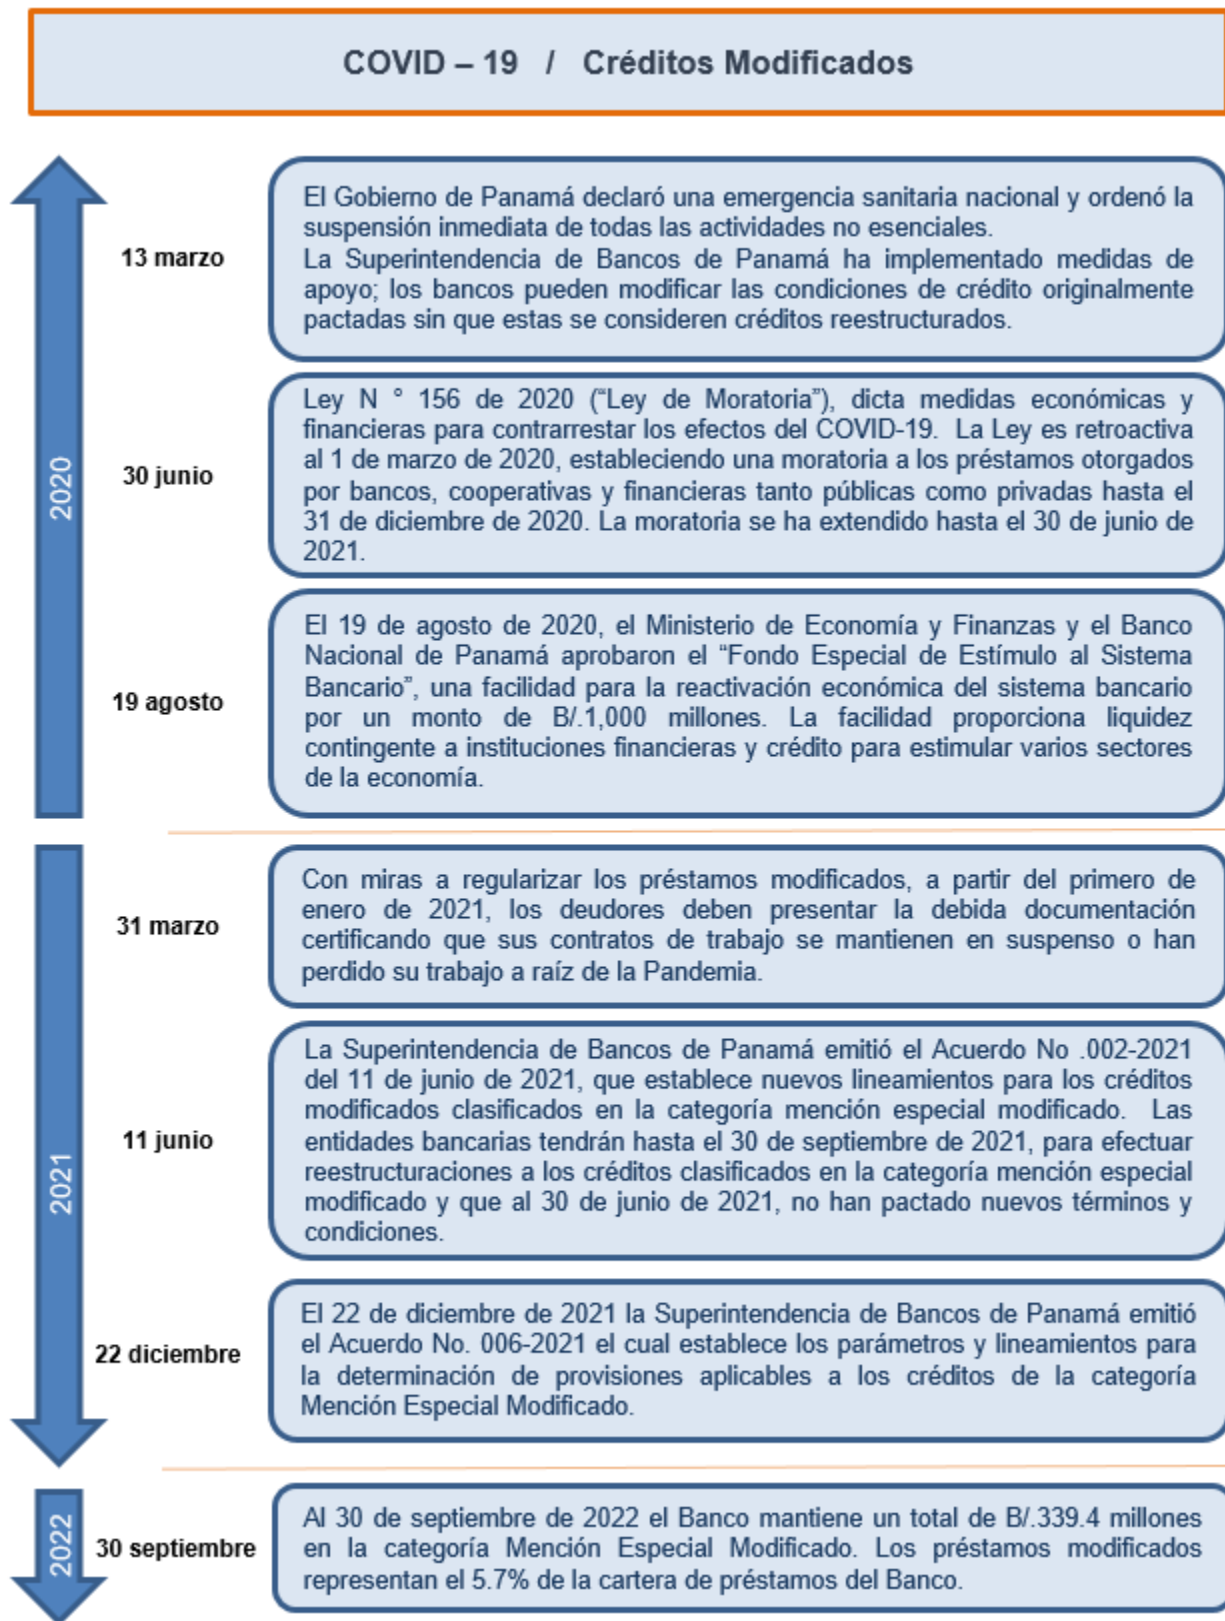 COVID – 19 / Créditos Modificados
2020
13 marzo
El Gobierno de Panamá declaró una emergencia sanitaria nacional y ordenó la
suspensión inmediata de todas las actividades no esenciales.
La Superintendencia de Bancos de Panamá ha implementado medidas de
apoyo; los bancos pueden modificar las condiciones de crédito originalmente
pactadas sin que estas se consideren créditos reestructurados.
30 junio
Ley N ° 156 de 2020 (“Ley de Moratoria”), dicta medidas económicas y
financieras para contrarrestar los efectos del COVID-19. La Ley es retroactiva
al 1 de marzo de 2020, estableciendo una moratoria a los préstamos otorgados
por bancos, cooperativas y financieras tanto públicas como privadas hasta el
31 de diciembre de 2020. La moratoria se ha extendido hasta el 30 de junio de
2021.
19 agosto
El 19 de agosto de 2020, el Ministerio de Economía y Finanzas y el Banco
Nacional de Panamá aprobaron el “Fondo Especial de Estímulo al Sistema
Bancario”, una facilidad para la reactivación económica del sistema bancario
por un monto de B/.1,000 millones. La facilidad proporciona liquidez
contingente a instituciones financieras y crédito para estimular varios sectores
de la economía.
2021
31 marzo
Con miras a regularizar los préstamos modificados, a partir del primero de
enero de 2021, los deudores deben presentar la debida documentación
certificando que sus contratos de trabajo se mantienen en suspenso o han
perdido su trabajo a raíz de la Pandemia.
11 junio
La Superintendencia de Bancos de Panamá emitió el Acuerdo No .002-2021
del 11 de junio de 2021, que establece nuevos lineamientos para los créditos
modificados clasificados en la categoría mención especial modificado. Las
entidades bancarias tendrán hasta el 30 de septiembre de 2021, para efectuar
reestructuraciones a los créditos clasificados en la categoría mención especial
modificado y que al 30 de junio de 2021, no han pactado nuevos términos y
condiciones.
22 diciembre
El 22 de diciembre de 2021 la Superintendencia de Bancos de Panamá emitió
el Acuerdo No. 006-2021 el cual establece los parámetros y lineamientos para
la determinación de provisiones aplicables a los créditos de la categoría
Mención Especial Modificado.
2022
30 septiembre
Al 30 de septiembre de 2022 el Banco mantiene un total de B/.339.4 millones
en la categoría Mención Especial Modificado. Los préstamos modificados
representan el 5.7% de la cartera de préstamos del Banco.